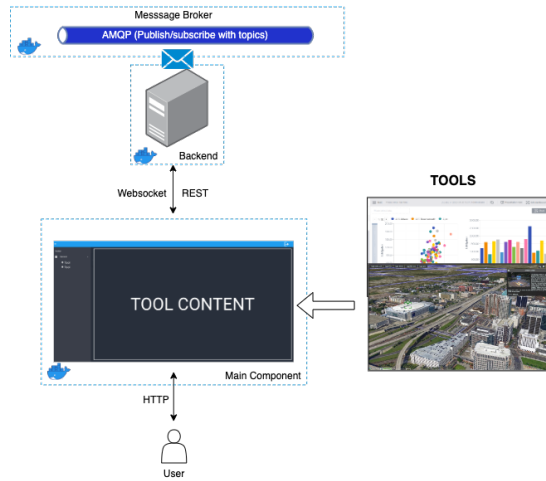 Messsage Broker
AMQP (Publish/subscribe with topics)
Backend
Websocket
REST
TOOLS
TOOL CONTENT
Main Component
HTTP
User